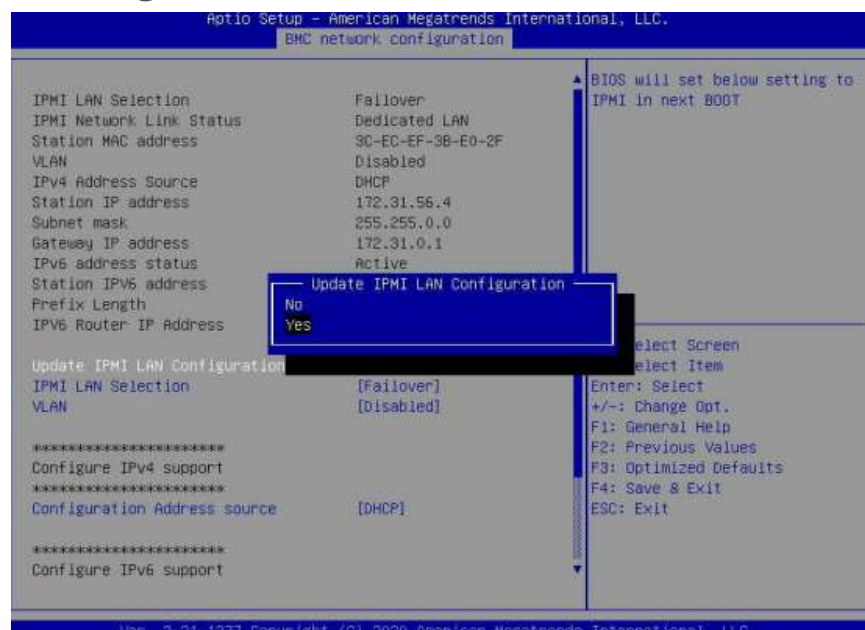 Aptio Setup – American Megatrends International, LLC.
BMC network configuration
IPMI LAN Selection Failover
IPMI Network Link Status Dedicated LAN
Station MAC address 3C-EC-EF-3B-E0-2F
VLAN Disabled
IPv4 Address Source DHCP
Station IP address 172.31.56.4
Subnet mask 255.255.0.0
Gateway IP address 172.31.0.1
IPv6 address status Active
Station IPV6 address
Prefix Length
IPV6 Router IP Address
Update IPMI LAN Configuration
No
Yes
Update IPMI LAN Configuration
IPMI LAN Selection [Failover]
VLAN [Disabled]
***********************
Configure IPv4 support
***********************
Configuration Address source [DHCP]
***********************
Configure IPv6 support
BIOS will set below setting to
IPMI in next BOOT
elect Screen
elect Item
Enter: Select
+/-: Change Opt.
F1: General Help
F2: Previous Values
F3: Optimized Defaults
F4: Save & Exit
ESC: Exit